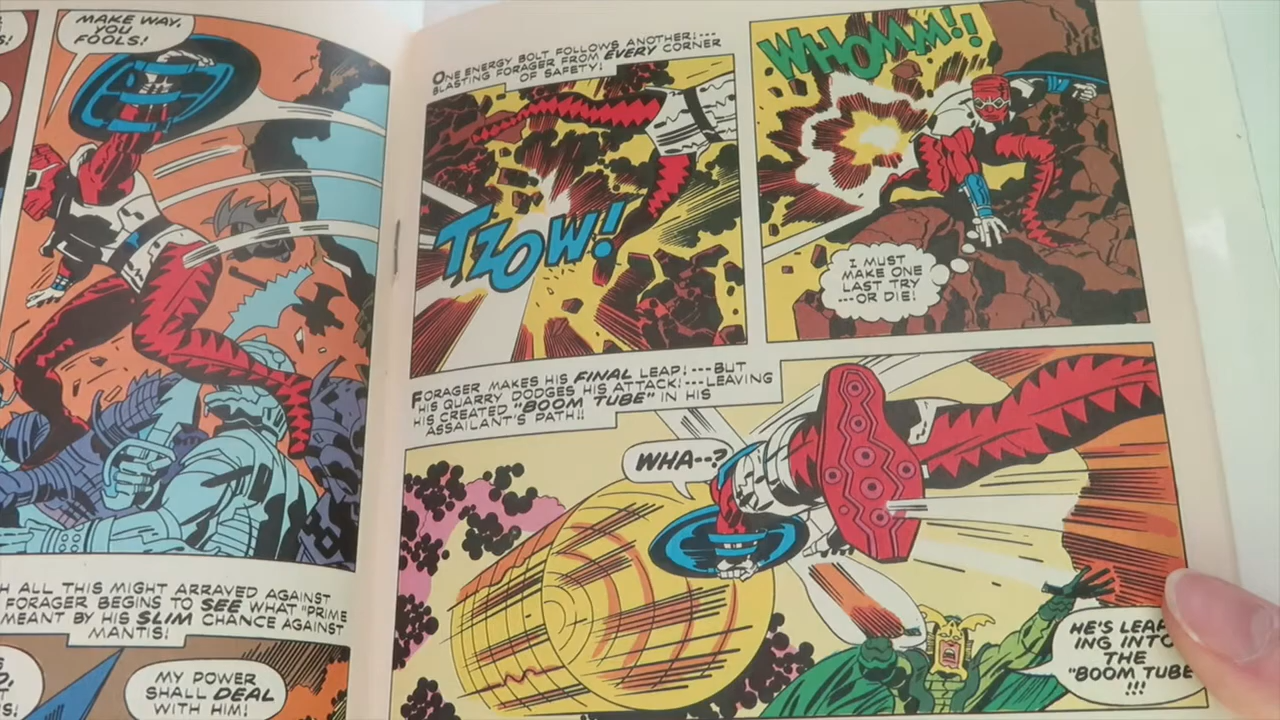 MAKE WAY,
YOU
FOOLS!
H ALL THIS MIGHT ARRAYED AGAINST
FORAGER BEGINS TO SEE WHAT "PRIME
MEANT BY HIS SLIM CHANCE AGAINST
MANTIS!
MY POWER
SHALL DEAL
WITH HIM!
ONE ENERGY BOLT FOLLOWS ANOTHER!---
BLASTING FORAGER FROM EVERY CORNER
OF SAFETY!
TZOW!
WHOMM!!
I MUST
MAKE ONE
LAST TRY
---OR DIE!
FORAGER MAKES HIS FINAL LEAP!---BUT
HIS QUARRY DODGES HIS ATTACK!---LEAVING
HIS CREATED "BOOM TUBE" IN HIS
ASSAILANT'S PATH!!
WHA--?
HE'S LEAP
ING INTO
THE
"BOOM TUBE
!!!